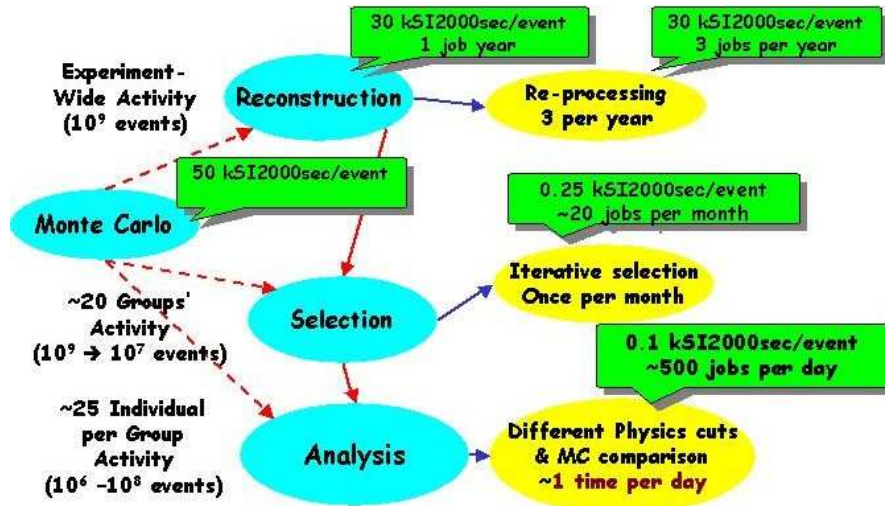 30 kSI2000sec/event
1 job year
30 kSI2000sec/event
3 jobs per year
Experiment-
Wide Activity
(10⁹ events)
Reconstruction
Re-processing
3 per year
50 kSI2000sec/event
Monte Carlo
0.25 kSI2000sec/event
~20 jobs per month
~20 Groups'
Activity
(10⁹ → 10⁷ events)
Selection
Iterative selection
Once per month
0.1 kSI2000sec/event
~500 jobs per day
~25 Individual
per Group
Activity
(10⁶ –10⁸ events)
Analysis
Different Physics cuts
& MC comparison
~1 time per day